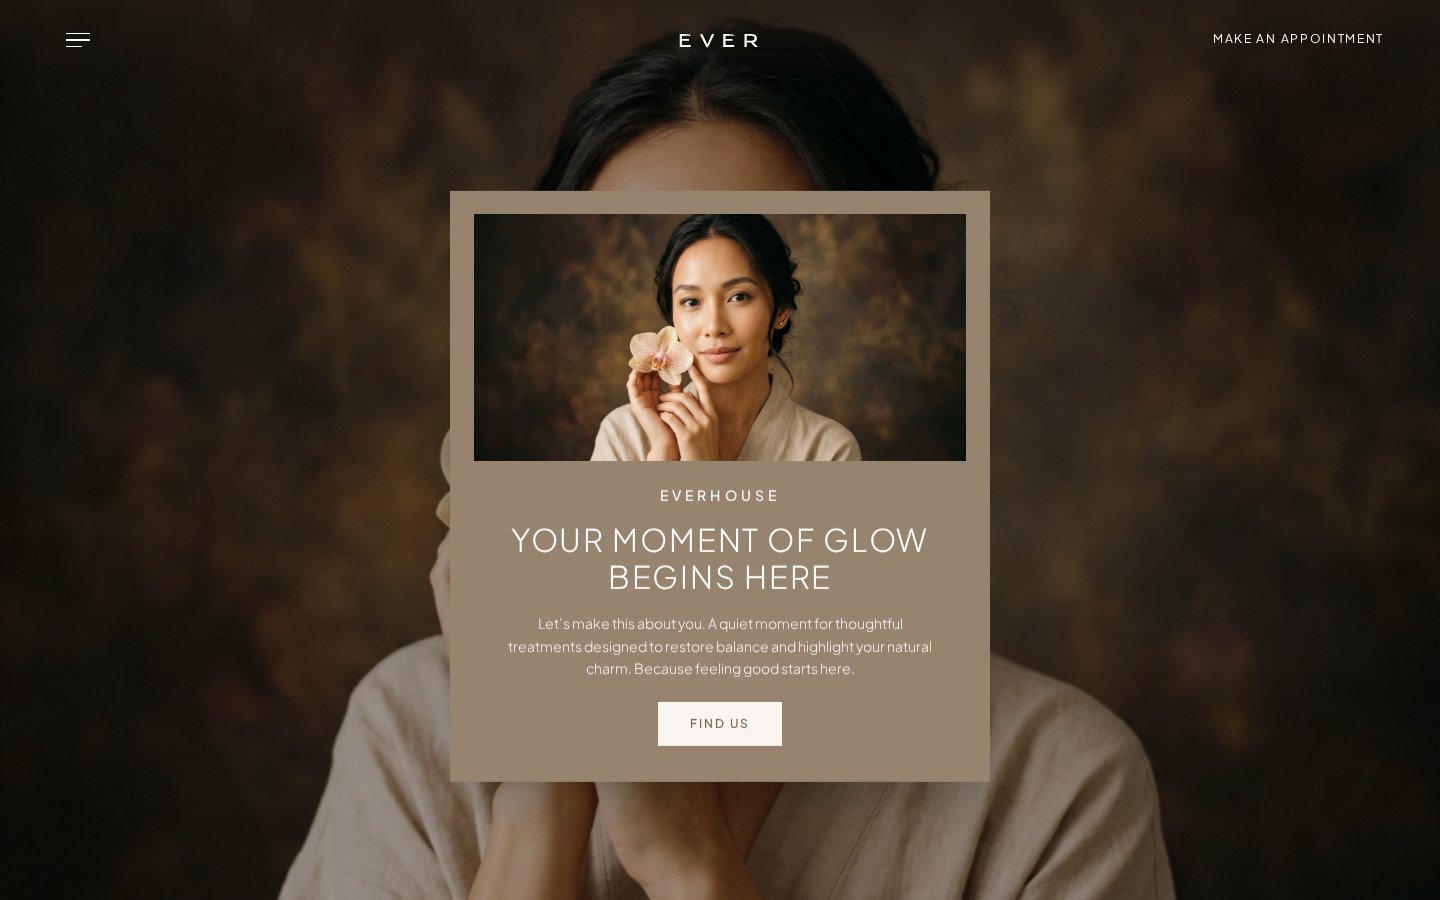 EVER
MAKE AN APPOINTMENT
EVERHOUSE
YOUR MOMENT OF GLOW
BEGINS HERE
Let's make this about you. A quiet moment for thoughtful
treatments designed to restore balance and highlight your natural
charm. Because feeling good starts here.
FIND US